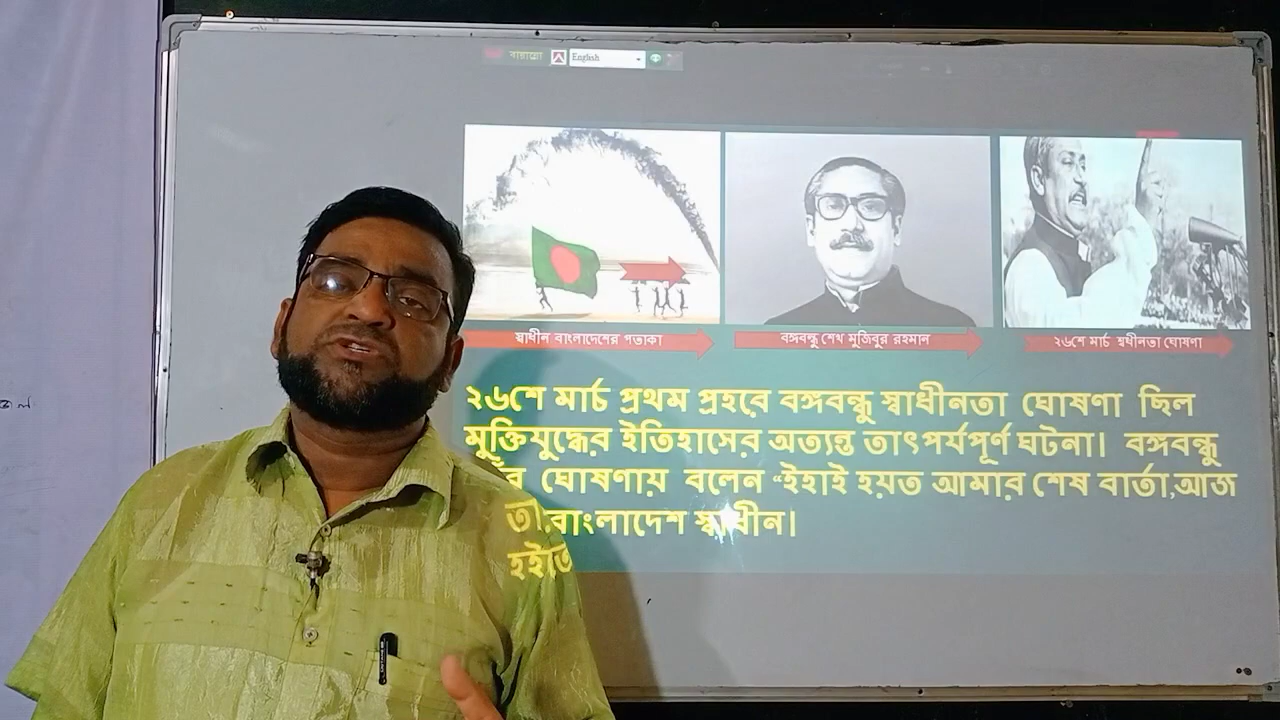 English
স্বাধীন বাংলাদেশের পতাকা
বঙ্গবন্ধু শেখ মুজিবুর রহমান
২৬শে মার্চ স্বধীনতা ঘোষণা
২৬শে মার্চ প্রথম প্রহরে বঙ্গবন্ধু স্বাধীনতা ঘোষণা ছিল
মুক্তিযুদ্ধের ইতিহাসের অত্যন্ত তাৎপর্যপূর্ণ ঘটনা। বঙ্গবন্ধু
ঘোষণায় বলেন “ইহাই হয়ত আমার শেষ বার্তা,আজ
বাংলাদেশ স্বাধীন।